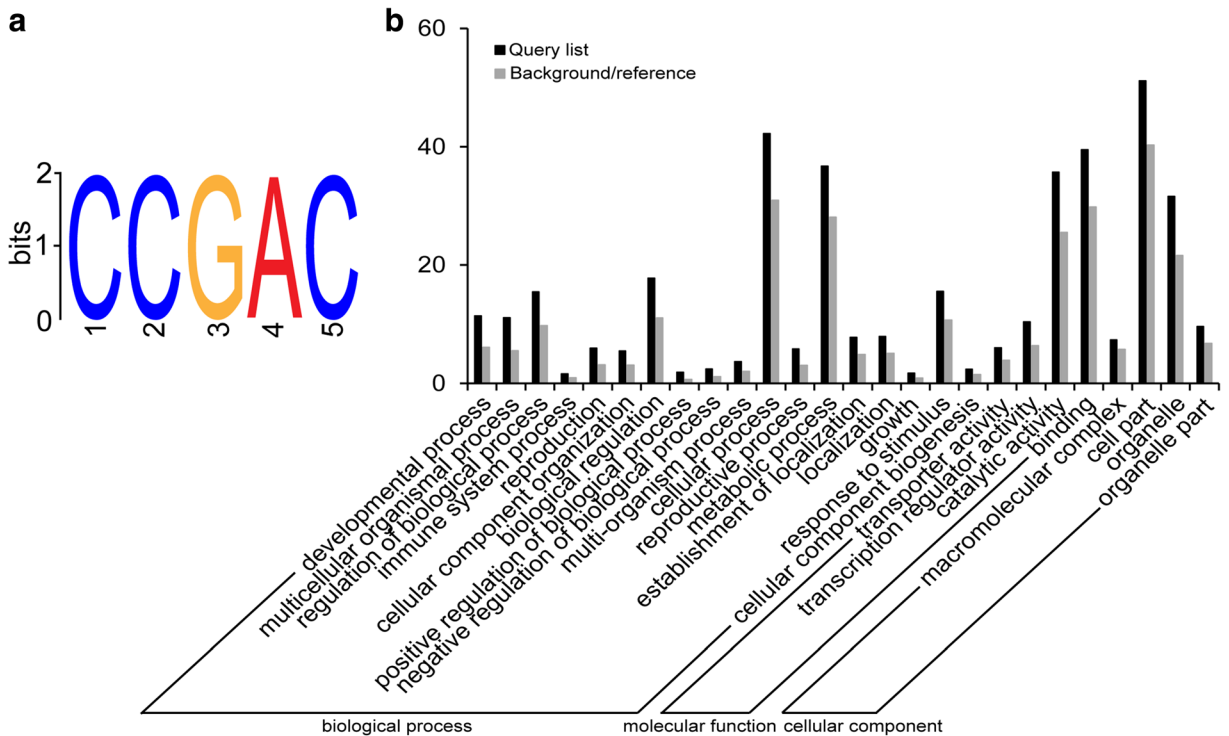 a
bits
2
1
0
CCGAC
1 2 3 4 5
b
60
40
20
0
Query list
Background/reference
developmental process
multicellular organismal process
regulation of biological process
immune system process
reproduction
cellular component organization
biological regulation
positive regulation of biological process
negative regulation of biological process
multi-organism process
cellular process
reproductive process
metabolic process
establishment of localization
localization
growth
response to stimulus
cellular component biogenesis
transporter activity
transcription regulator activity
catalytic activity
binding
macromolecular complex
cell part
organelle
organelle part
biological process
molecular function
cellular component